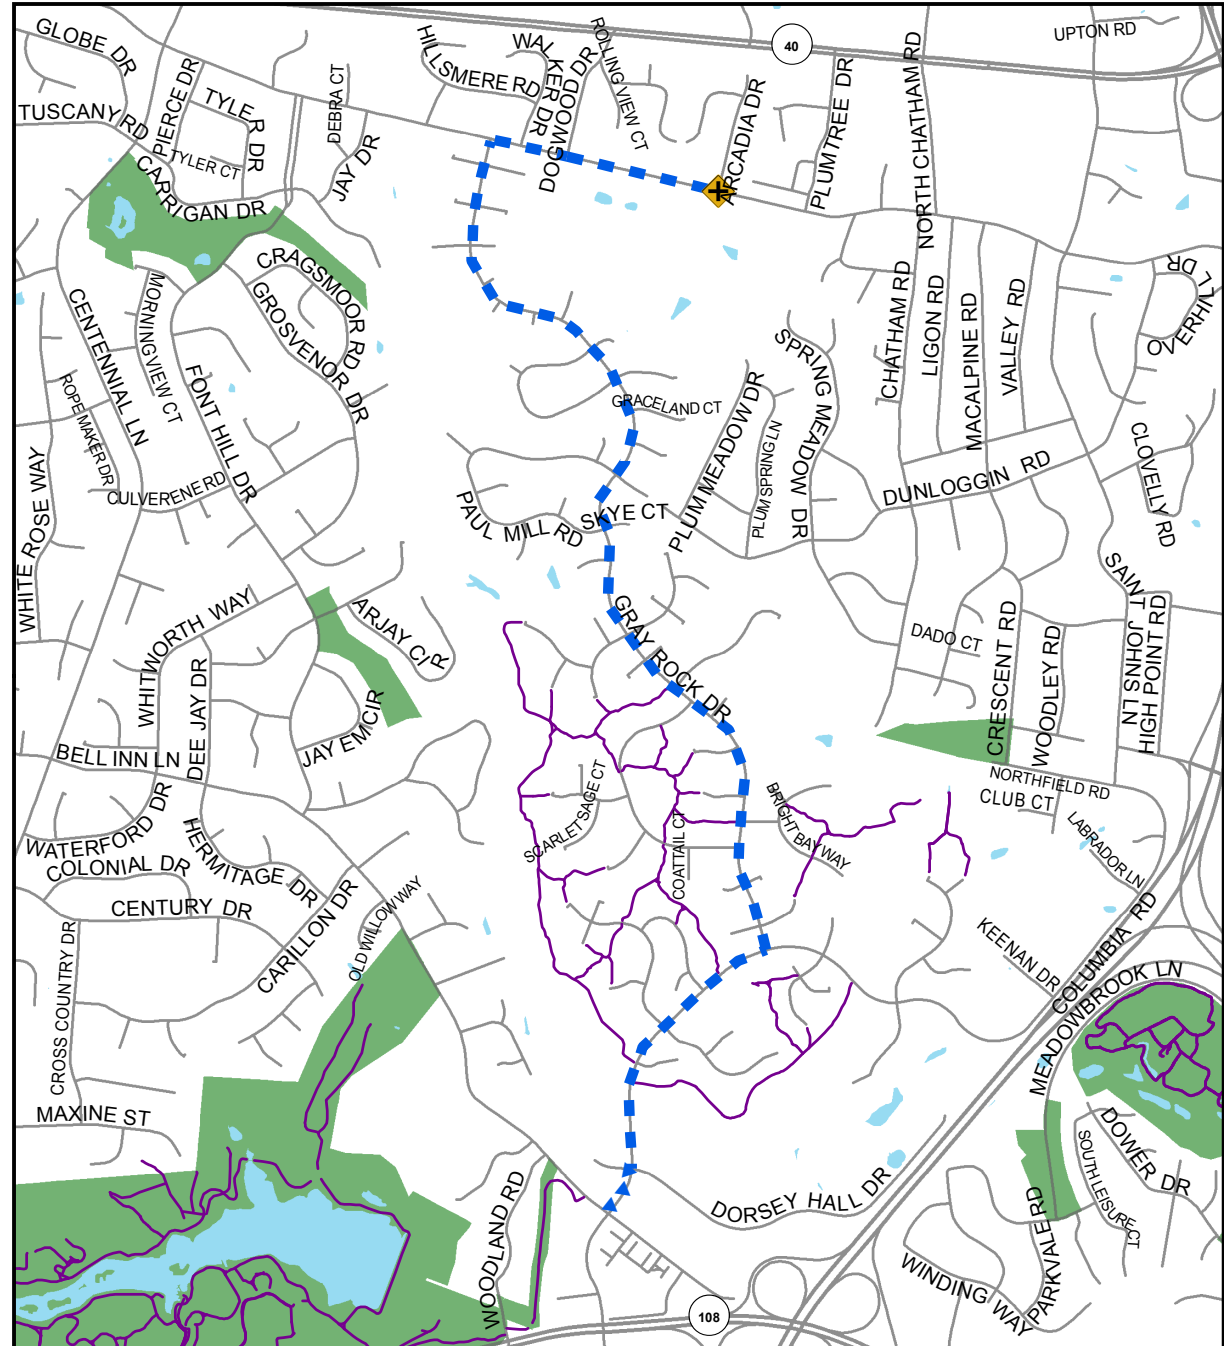 GLOBE DR
HILLSMERE RD
WALKER DR
DOGWOOD DR
ROLLING VIEW CT
40
UPTON RD
TUSCANY RD
PIERCE DR
TYLER DR
TYLER CT
DEBRA CT
JAY DR
ARCADIA DR
PLUMTREE DR
NORTH CHATHAM RD
CARRIGAN DR
CRAGSMOOR RD
GROSVENOR DR
MORNINGVIEW CT
CENTENNIAL LN
FONT HILL DR
ROPE MAKER DR
CULVERENE RD
WHITE ROSE WAY
GRACELAND CT
PLUM MEADOW DR
PLUM SPRING LN
SPRING MEADOW DR
CHATHAM RD
LIGON RD
MACALPINE RD
VALLEY RD
OVERHILL DR
DUNLOGGIN RD
CLOVELLY RD
PAUL MILL RD
SKYE CT
GRAY ROCK DR
WHITWORTH WAY
ARJAY CIR
DEE JAY DR
JAY EM CIR
BELL INN LN
DADO CT
CRESCENT RD
WOODLEY RD
SAINT JOHNS LN
HIGH POINT RD
NORTHFIELD RD
CLUB CT
LABRADOR LN
WATERFORD DR
COLONIAL DR
HERMITAGE DR
CENTURY DR
CARILLON DR
OLD WILLOW WAY
CROSS COUNTRY DR
SCARLET SAGE CT
COATTAIL CT
BRIGHT BAY WAY
KEENAN DR
COLUMBIA RD
MEADOWBROOK LN
MAXINE ST
WOODLAND RD
DORSEY HALL DR
DOWER DR
SOUTH LEISURE CT
PARKVALE RD
WINDING WAY
108